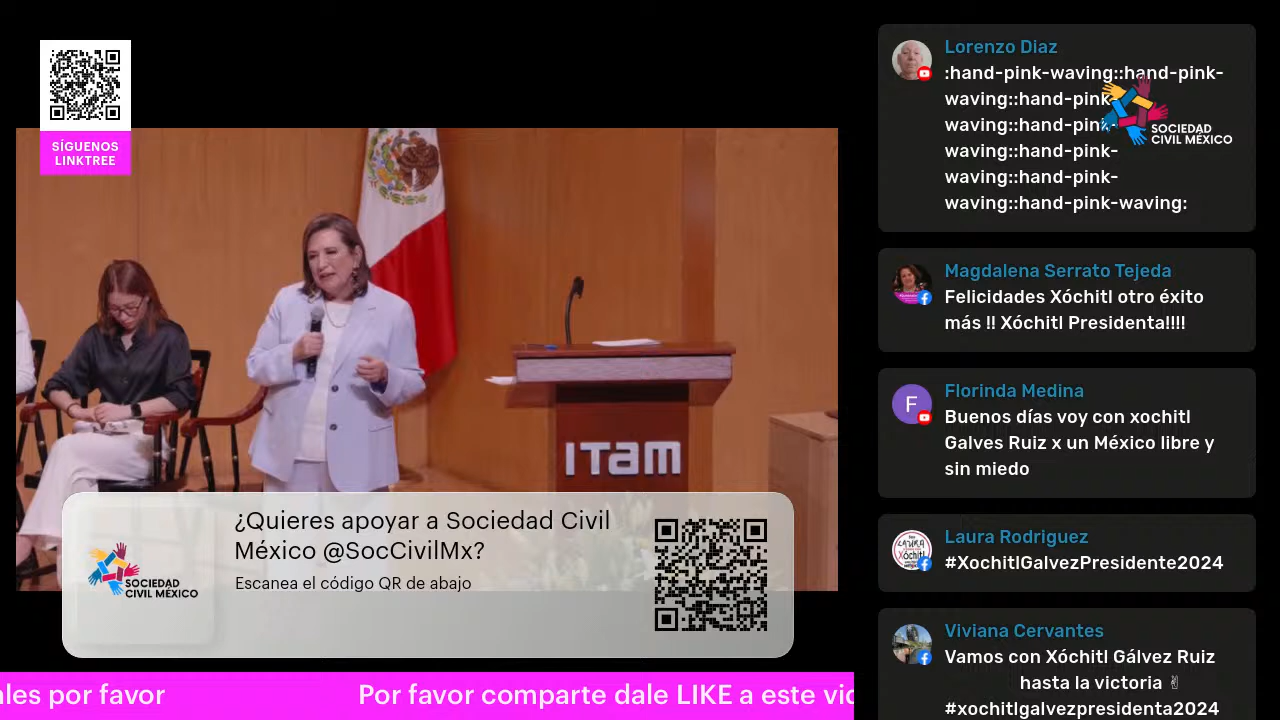 SÍGUENOS
LINKTREE
ITAM
¿Quieres apoyar a Sociedad Civil
México @SocCivilMx?
Escanea el código QR de abajo
SOCIEDAD
CIVIL MÉXICO
ales por favor
Por favor comparte dale LIKE a este vid
Lorenzo Diaz
:hand-pink-waving::hand-pink-
waving::hand-pink-
waving::hand-pink-
waving::hand-pink-
waving::hand-pink-
waving::hand-pink-waving:
SOCIEDAD
CIVIL MÉXICO
Magdalena Serrato Tejeda
Felicidades Xóchitl otro éxito
más !! Xóchitl Presidenta!!!!
F
Florinda Medina
Buenos días voy con xochitl
Galves Ruiz x un México libre y
sin miedo
Laura Rodriguez
#XochitlGalvezPresidente2024
Viviana Cervantes
Vamos con Xóchitl Gálvez Ruiz
hasta la victoria ✌
#xochitlgalvezpresidenta2024